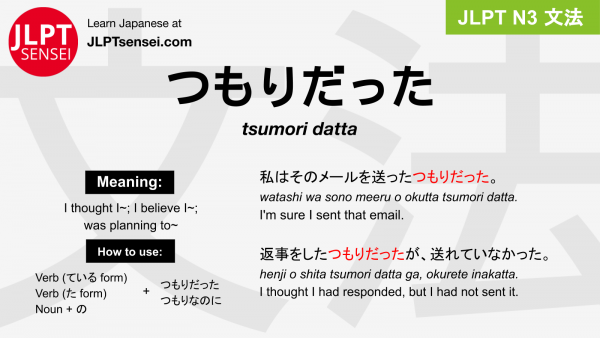 JLPT
SENSEI
Learn Japanese at
JLPTsensei.com
JLPT N3 文法
文法
つもりだった
tsumori datta
Meaning:
I thought I~; I believe I~;
was planning to~
How to use:
Verb (ている form)
Verb (た form)
Noun + の
+
つもりだった
つもりなのに
私はそのメールを送ったつもりだった。
watashi wa sono meeru o okutta tsumori datta.
I'm sure I sent that email.
返事をしたつもりだったが、送れていなかった。
henji o shita tsumori datta ga, okurete inakatta.
I thought I had responded, but I had not sent it.